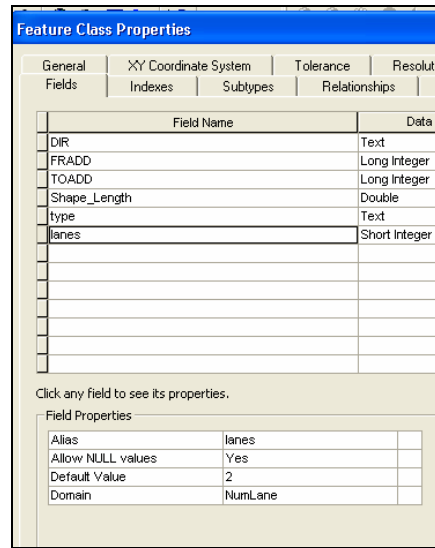 Feature Class Properties
General XY Coordinate System Tolerance Resolut
Fields Indexes Subtypes Relationships
Field Name Data
DIR Text
FRADD Long Integer
TOADD Long Integer
Shape_Length Double
type Text
lanes Short Integer
Click any field to see its properties.
Field Properties
Alias lanes
Allow NULL values Yes
Default Value 2
Domain NumLane